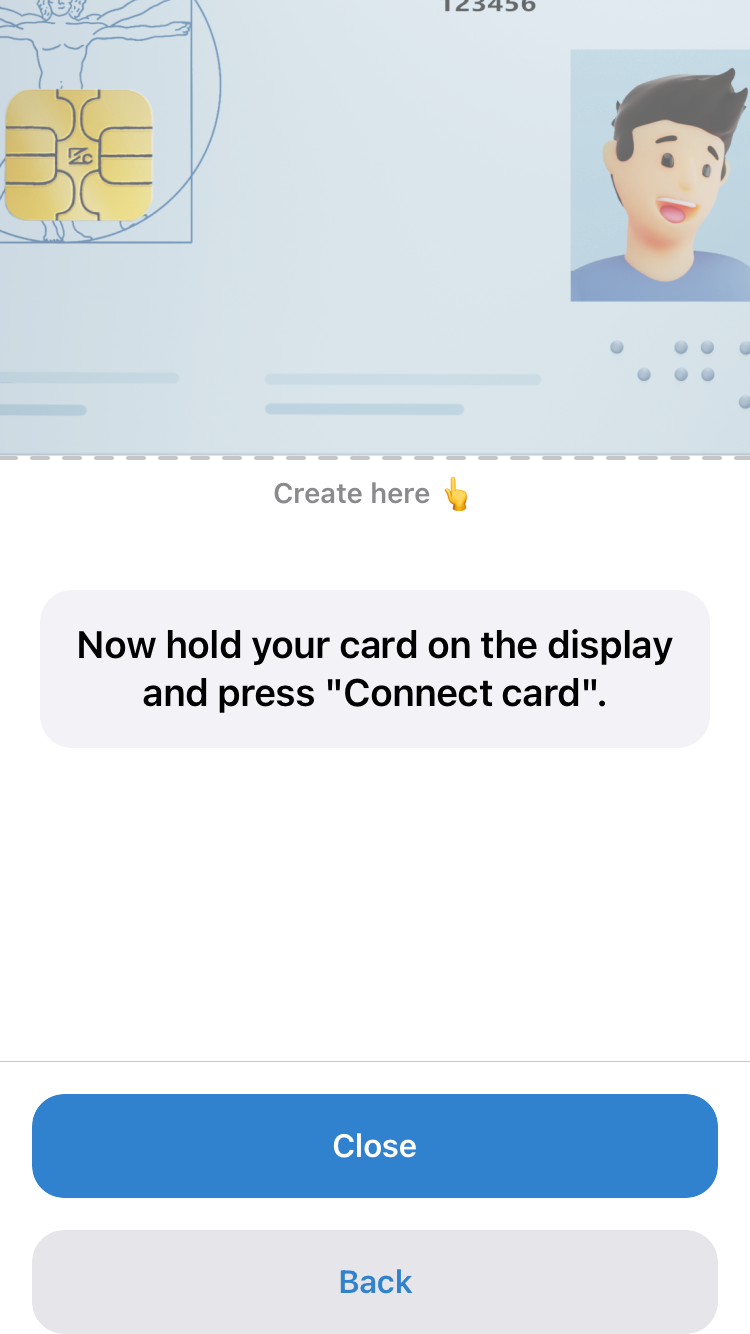 123456
Create here 👆
Now hold your card on the display
and press "Connect card".
Close
Back